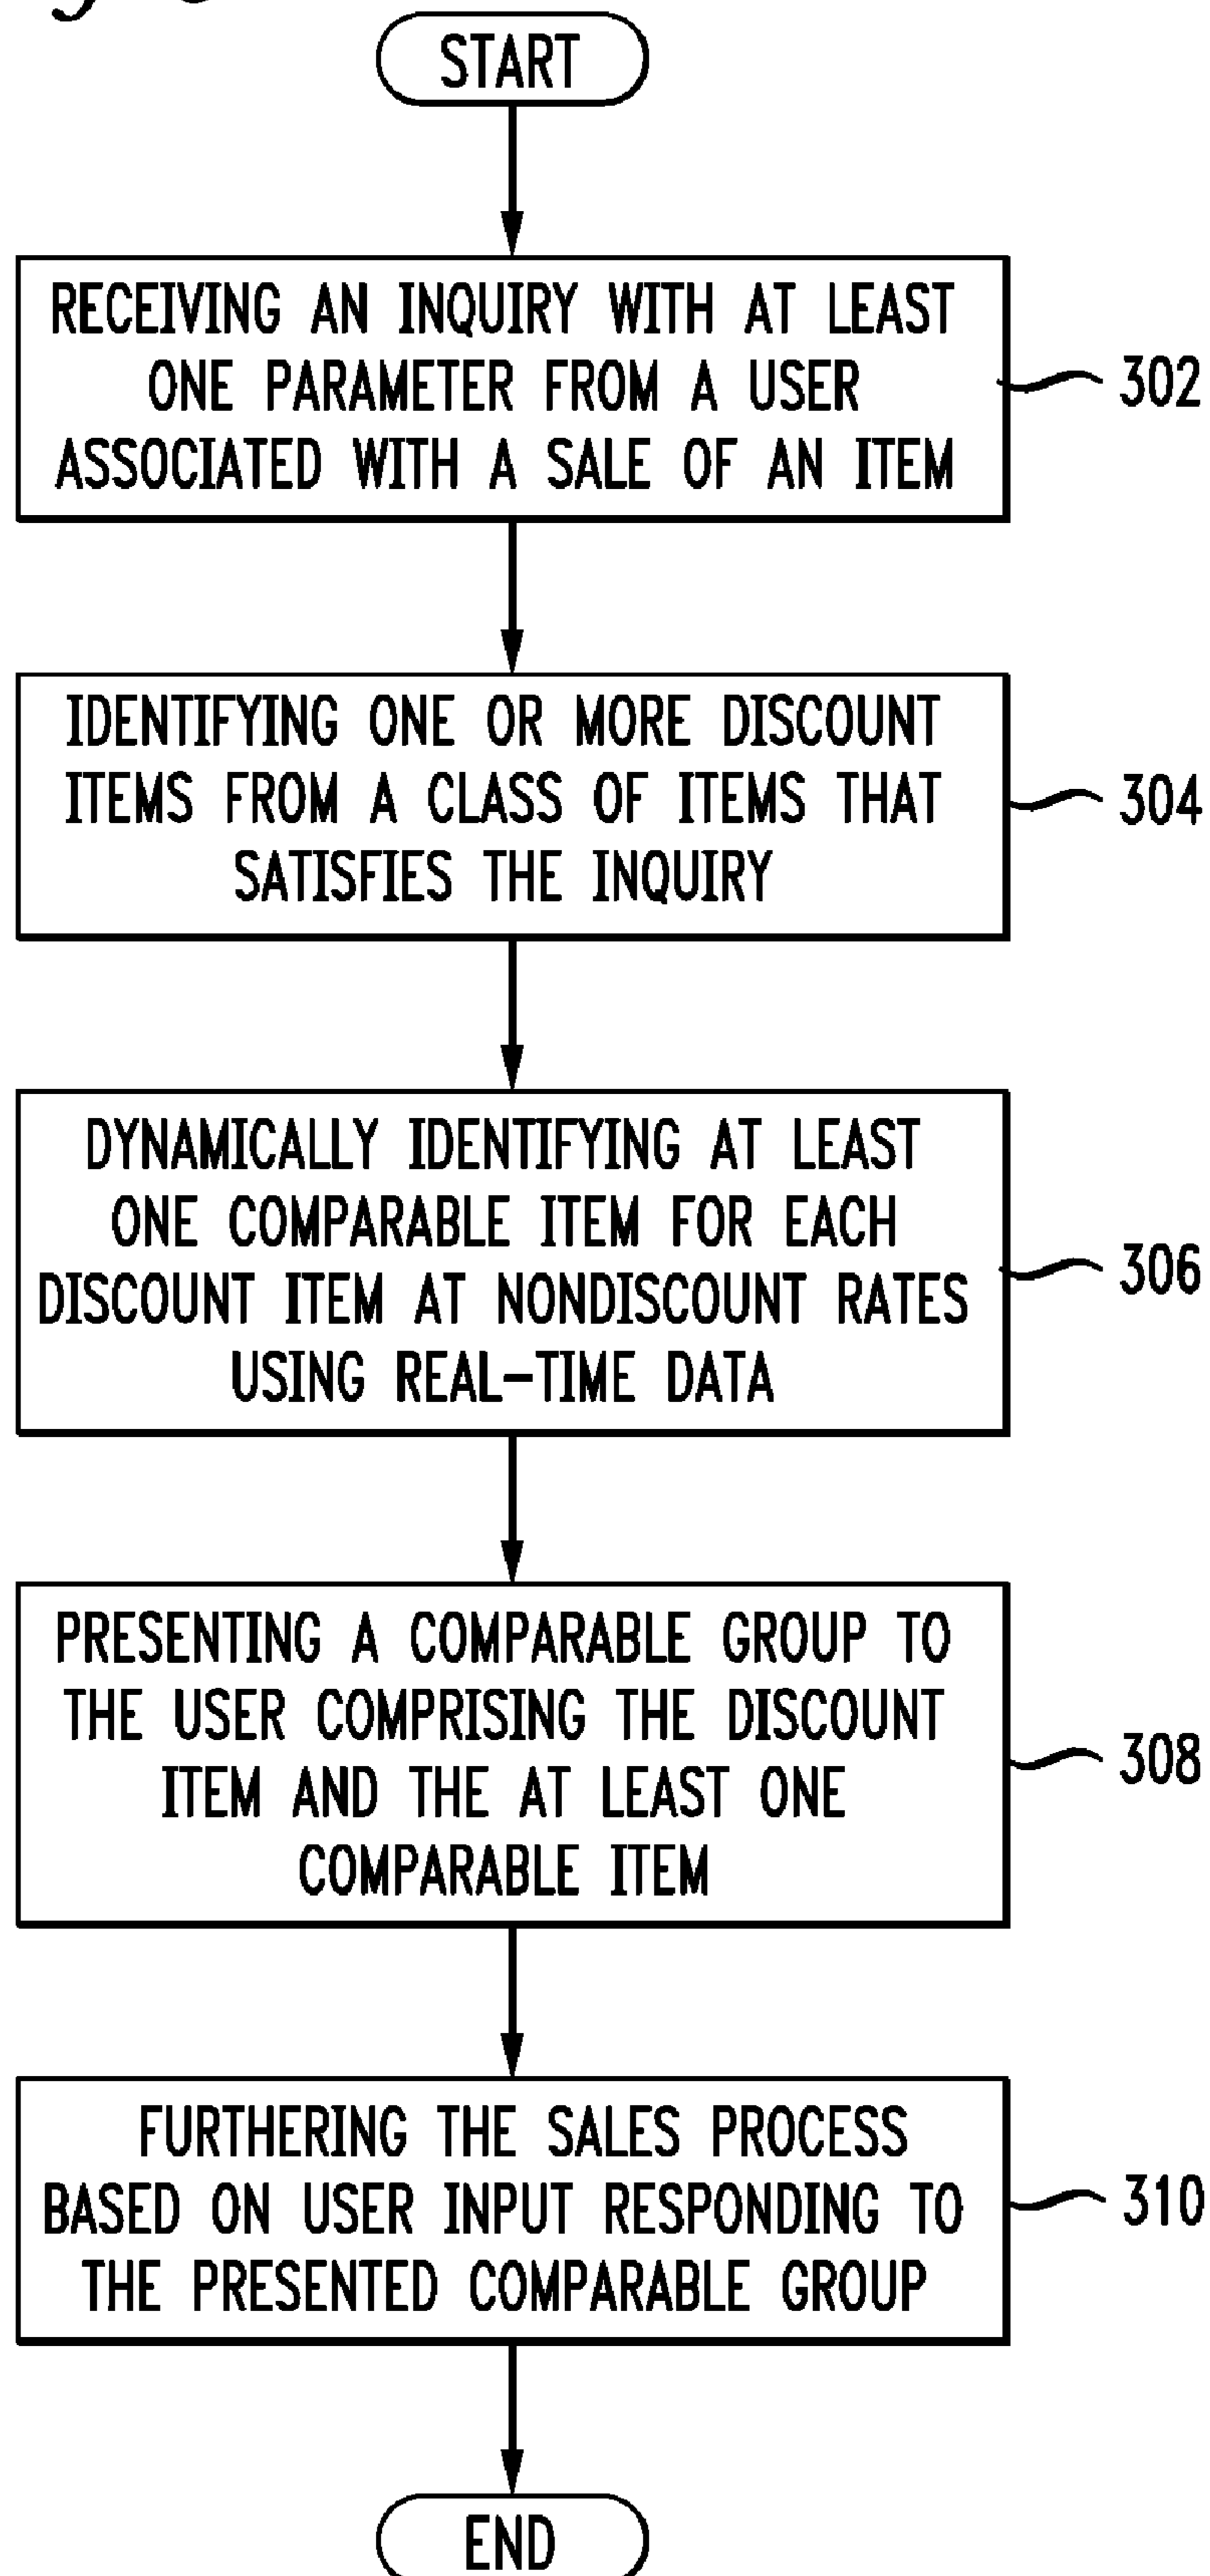 START
RECEIVING AN INQUIRY WITH AT LEAST
ONE PARAMETER FROM A USER
ASSOCIATED WITH A SALE OF AN ITEM
302
IDENTIFYING ONE OR MORE DISCOUNT
ITEMS FROM A CLASS OF ITEMS THAT
SATISFIES THE INQUIRY
304
DYNAMICALLY IDENTIFYING AT LEAST
ONE COMPARABLE ITEM FOR EACH
DISCOUNT ITEM AT NONDISCOUNT RATES
USING REAL-TIME DATA
306
PRESENTING A COMPARABLE GROUP TO
THE USER COMPRISING THE DISCOUNT
ITEM AND THE AT LEAST ONE
COMPARABLE ITEM
308
FURTHERING THE SALES PROCESS
BASED ON USER INPUT RESPONDING TO
THE PRESENTED COMPARABLE GROUP
310
END